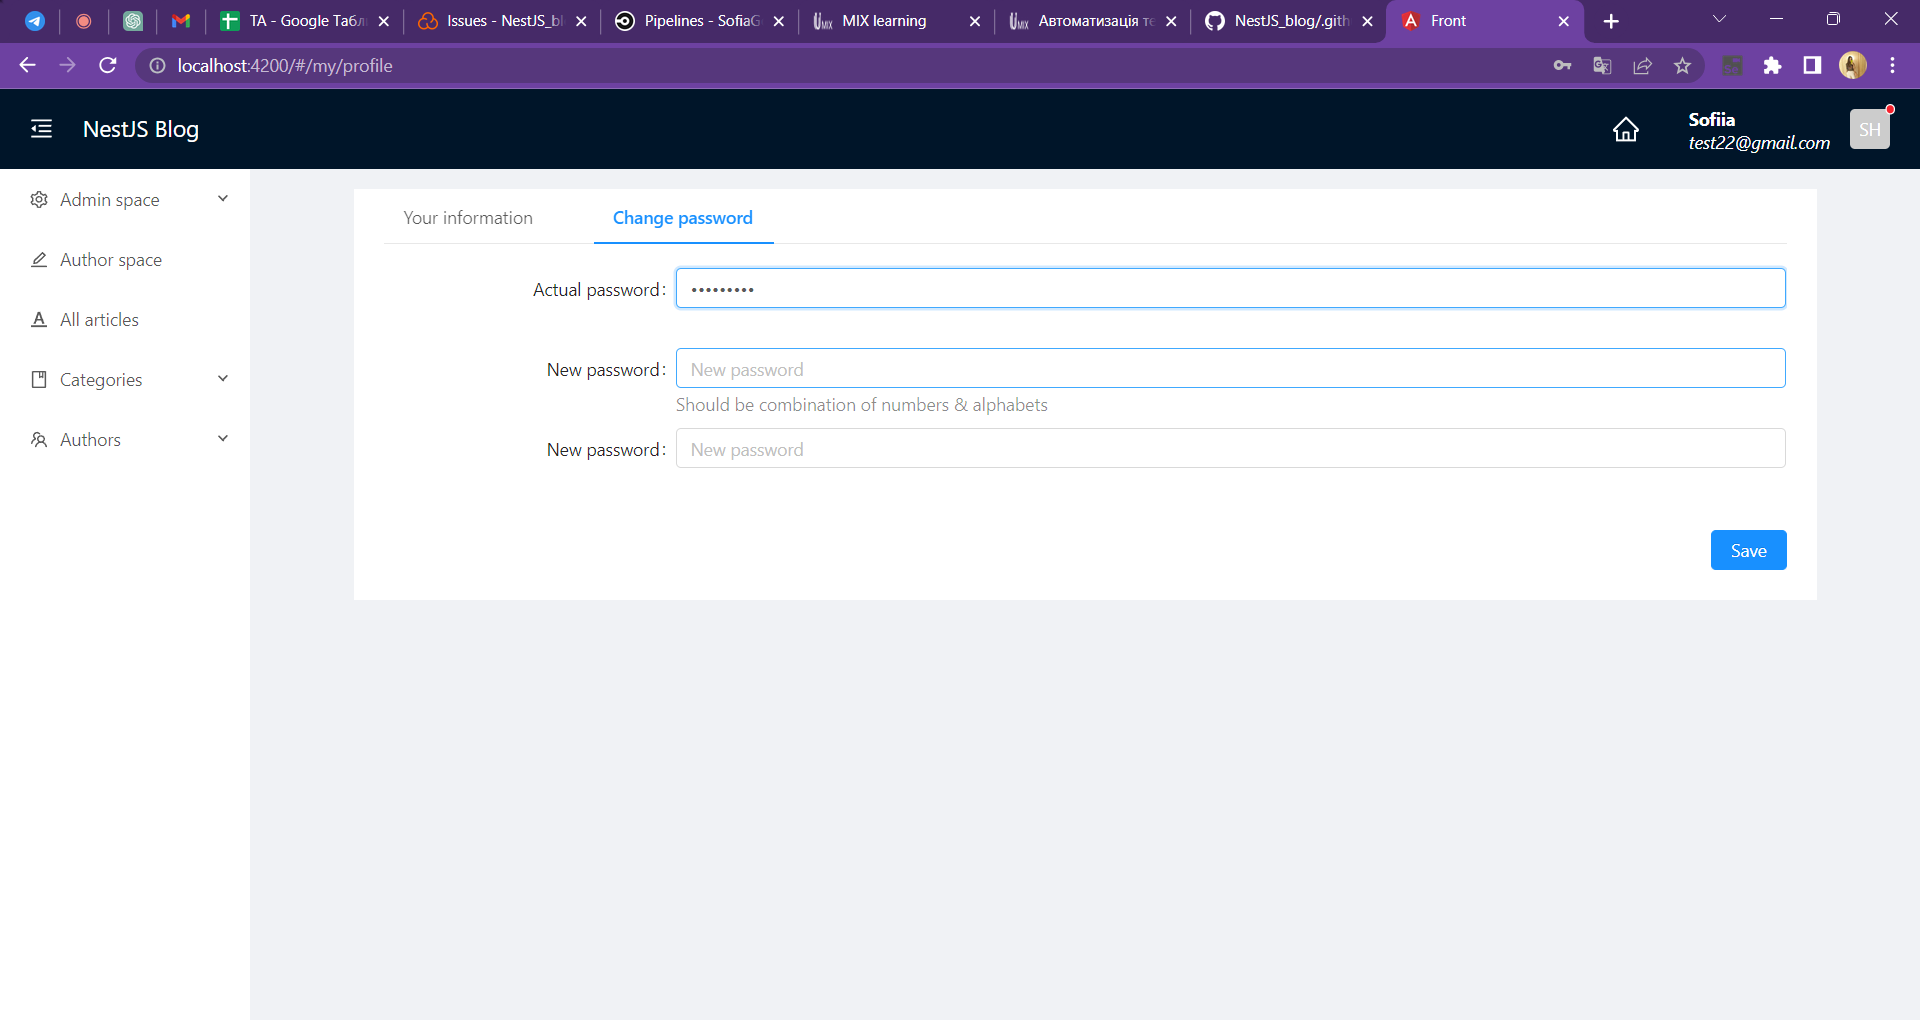 TA - Google Табл
Issues - NestJS_bl
Pipelines - SofiaG
MIX learning
Автоматизація те
NestJS_blog/.gith
Front
localhost:4200/#/my/profile
NestJS Blog
Sofiia
test22@gmail.com
SH
Admin space
Author space
All articles
Categories
Authors
Your information
Change password
Actual password:
•••••••••
New password:
New password
Should be combination of numbers & alphabets
New password:
New password
Save